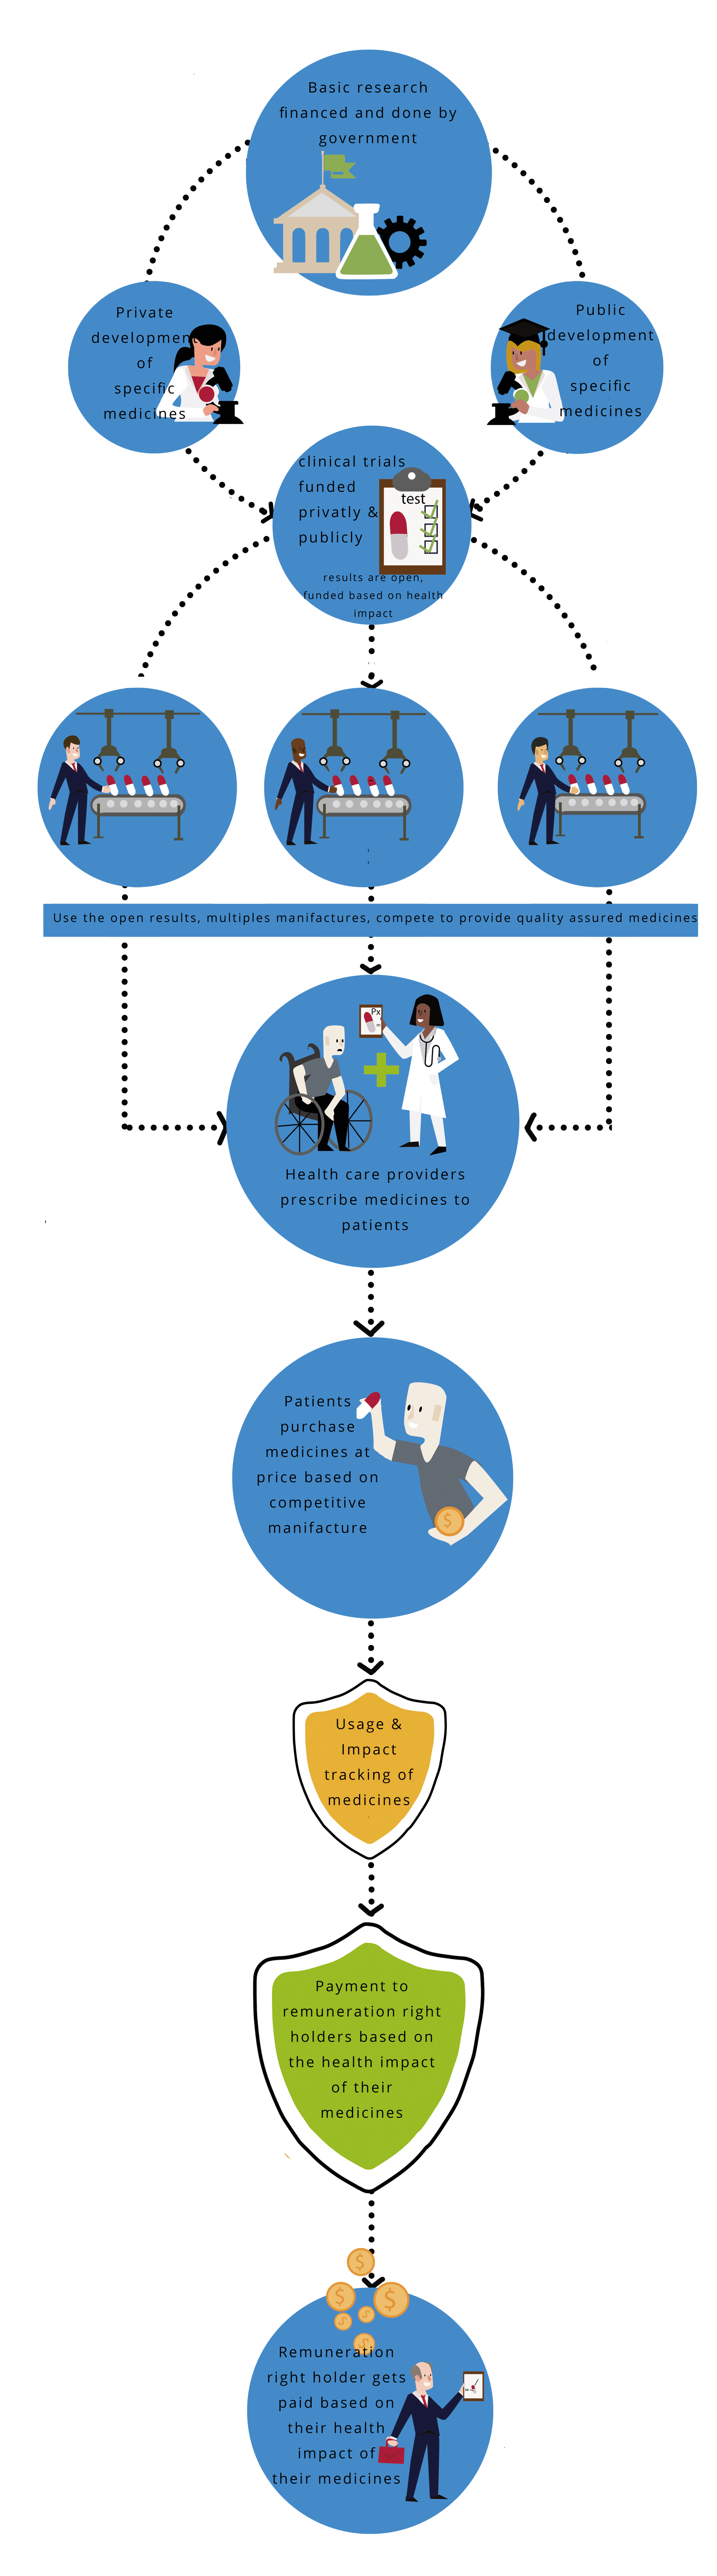 Basic research
financed and done by
government
Private
development
of
specific
medicines
Public
development
of
specific
medicines
clinical trials
funded
privatly &
publicly
test
results are open,
funded based on health
impact
Use the open results, multiples manifactures, compete to provide quality assured medicines
Px
Health care providers
prescribe medicines to
patients
Patients
purchase
medicines at
price based on
competitive
manifacture
$
Usage &
Impact
tracking of
medicines
Payment to
remuneration right
holders based on
the health impact
of their
medicines
$
$
$
$
$
$
Remuneration
right holder gets
paid based on
their health
impact of
their medicines